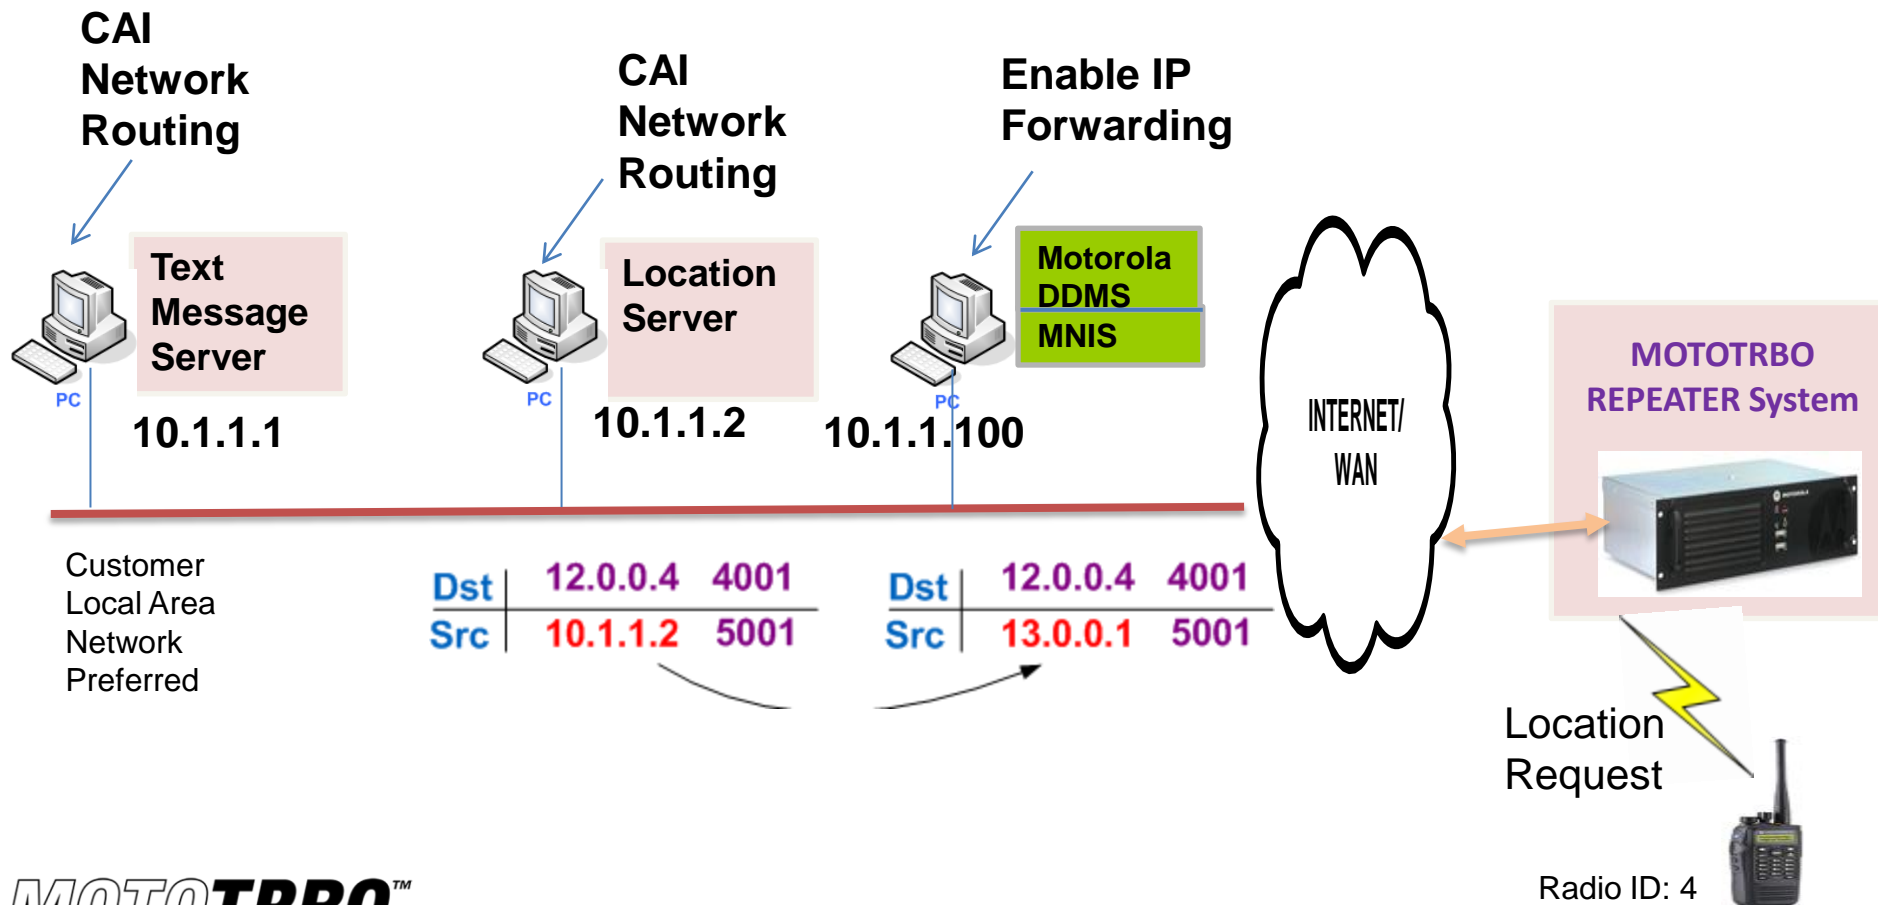 CAI
Network
Routing
CAI
Network
Routing
Enable IP
Forwarding
Text
Message
Server
Location
Server
Motorola
DDMS
MNIS
PC
PC
PC
10.1.1.1
10.1.1.2
10.1.1.100
INTERNET/
WAN
MOTOTRBO
REPEATER System
Customer
Local Area
Network
Preferred
Dst 12.0.0.4 4001
Src 10.1.1.2 5001
Dst 12.0.0.4 4001
Src 13.0.0.1 5001
Location
Request
Radio ID: 4
MOTOTRBO™